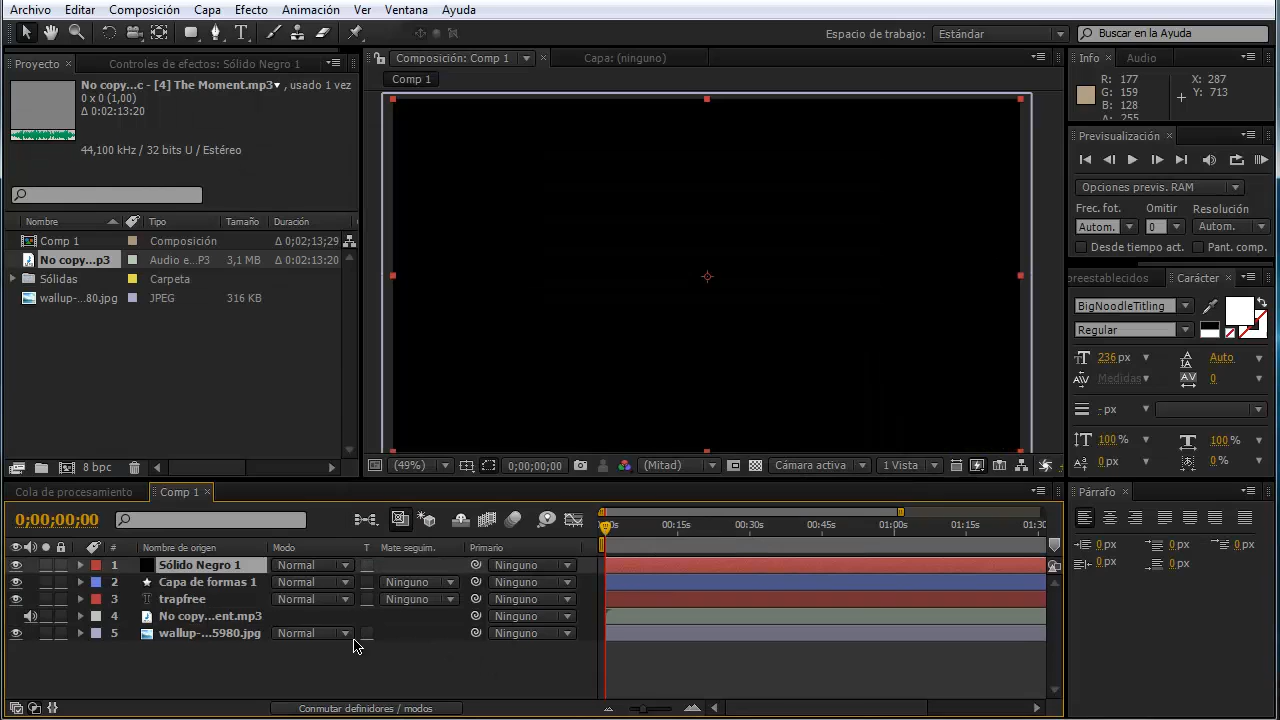 Archivo Editar Composición Capa Efecto Animación Ver Ventana Ayuda
Espacio de trabajo: Estándar Buscar en la Ayuda
Proyecto Controles de efectos: Sólido Negro 1
No copy...c - [4] The Moment.mp3 , usado 1 vez
0 x 0 (1,00)
Δ 0:02:13:20
44,100 kHz / 32 bits U / Estéreo
Nombre Tipo Tamaño Duración
Comp 1 Composición Δ 0;02;13;29
No copy...p3 Audio e...P3 3,1 MB Δ 0:02:13:20
Sólidas Carpeta
wallup-...80.jpg JPEG 316 KB
8 bpc
Composición: Comp 1 Capa: (ninguno)
Comp 1
(49%) 0;00;00;00 (Mitad) Cámara activa 1 Vista
Info Audio
R: 177 X: 287
G: 159 Y: 713
B: 128
A: 255
Previsualización
Opciones previs. RAM
Frec. fot. Omitir Resolución
Autom. 0 Autom.
Desde tiempo act. Pant. comp.
preestablecidos Carácter
BigNoodleTitling
Regular
236 px Auto
Medidas 0
- px
100 % 100 %
0 px 0 %
Párrafo
0 px 0 px 0 px
0 px 0 px
Cola de procesamiento Comp 1
0;00;00;00
:00s 00:15s 00:30s 00:45s 01:00s 01:15s 01:30
# Nombre de origen Modo T Mate seguim. Primario
1 Sólido Negro 1 Normal Ninguno
2 Capa de formas 1 Normal Ninguno Ninguno
3 T trapfree Normal Ninguno Ninguno
4 No copy...ent.mp3 Ninguno
5 wallup-...5980.jpg Normal Ninguno
Conmutar definidores / modos